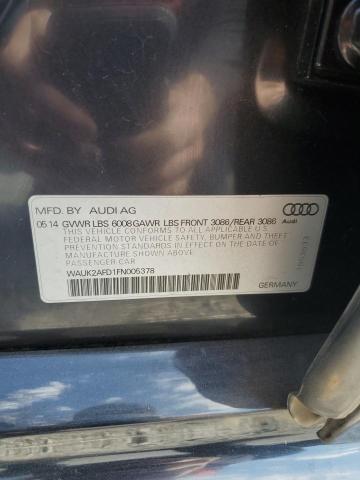 MFD. BY AUDI AG
05 14 GVWR LBS 6008 GAWR LBS FRONT 3086/REAR 3086
THIS VEHICLE CONFORMS TO ALL APPLICABLE U.S.
FEDERAL MOTOR VEHICLE SAFETY, BUMPER AND THEFT
PREVENTION STANDARDS IN EFFECT ON THE DATE OF
MANUFACTURE SHOWN ABOVE.
PASSENGER CAR
WAUK2AFD1FN005378
Audi
GERMANY